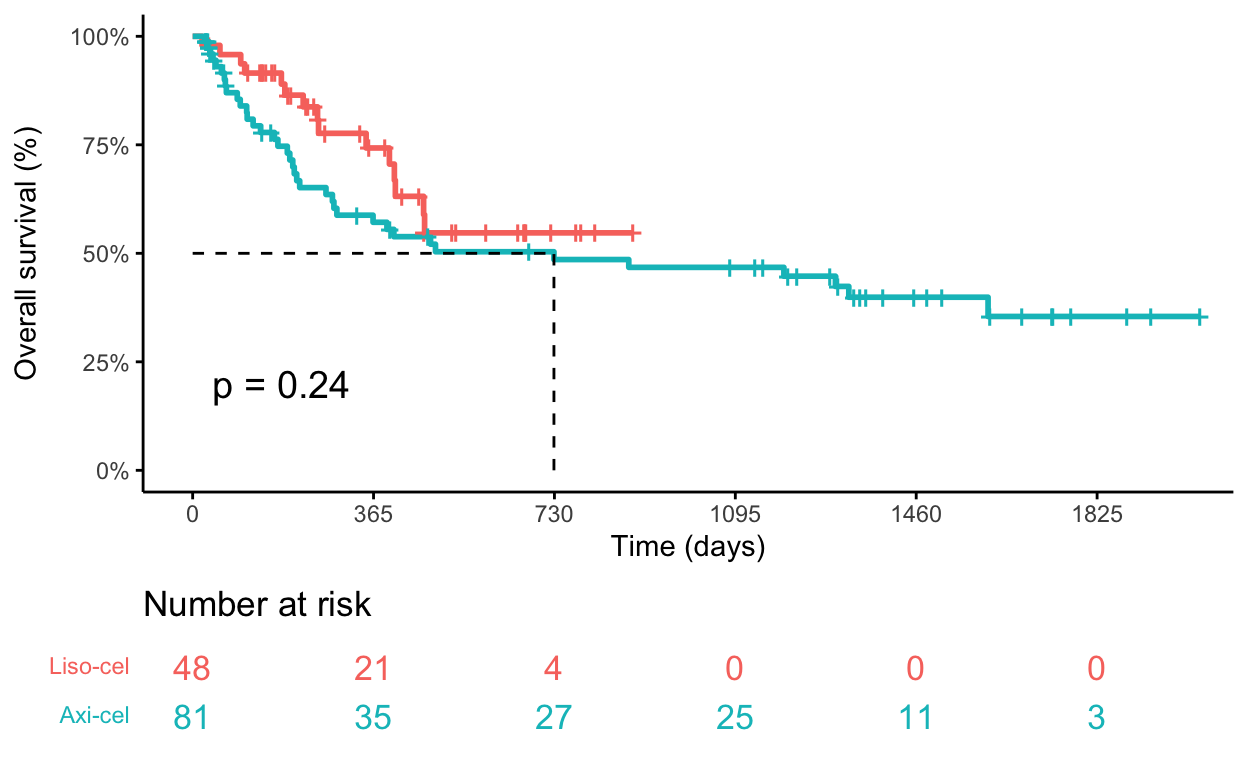 Overall survival (%)
100%
75%
50%
25%
0%
p = 0.24
0 365 730 1095 1460 1825
Time (days)
Number at risk
Liso-cel 48 21 4 0 0 0
Axi-cel 81 35 27 25 11 3